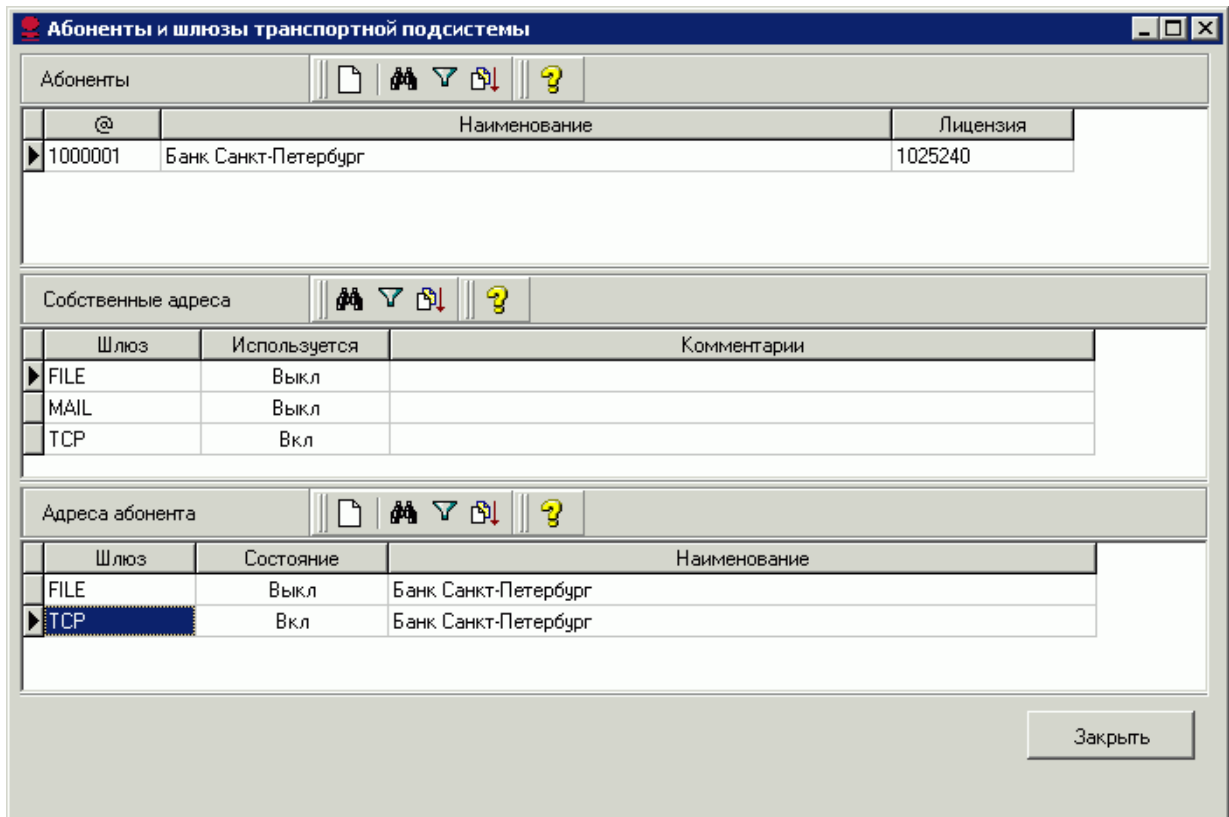 Абоненты и шлюзы транспортной подсистемы
Абоненты
@ Наименование Лицензия
1000001 Банк Санкт-Петербург 1025240
Собственные адреса
Шлюз Используется Комментарии
FILE Выкл
MAIL Выкл
TCP Вкл
Адреса абонента
Шлюз Состояние Наименование
FILE Выкл Банк Санкт-Петербург
TCP Вкл Банк Санкт-Петербург
Закрыть